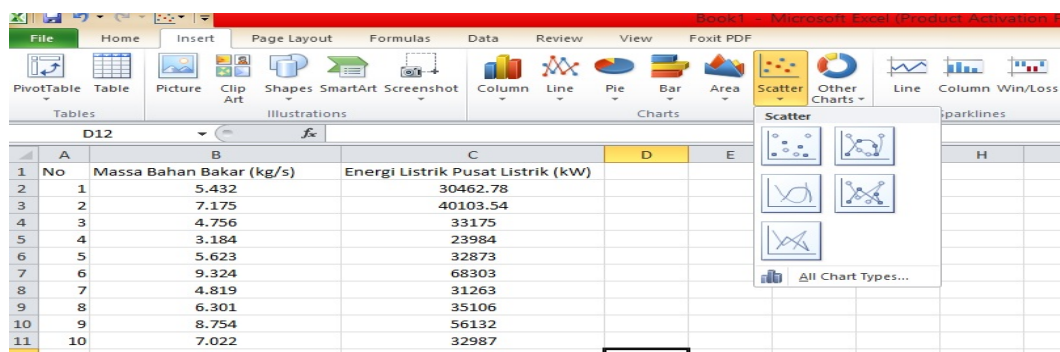 Book1 - Microsoft Excel (Product Activation
File Home Insert Page Layout Formulas Data Review View Foxit PDF
PivotTable Table Picture Clip Art Shapes SmartArt Screenshot Column Line Pie Bar Area Scatter Other Charts Line Column Win/Loss
Tables Illustrations Charts Sparklines
Scatter
All Chart Types...
D12 fx
A B C D E H
1 No Massa Bahan Bakar (kg/s) Energi Listrik Pusat Listrik (kW)
2 1 5.432 30462.78
3 2 7.175 40103.54
4 3 4.756 33175
5 4 3.184 23984
6 5 5.623 32873
7 6 9.324 68303
8 7 4.819 31263
9 8 6.301 35106
10 9 8.754 56132
11 10 7.022 32987